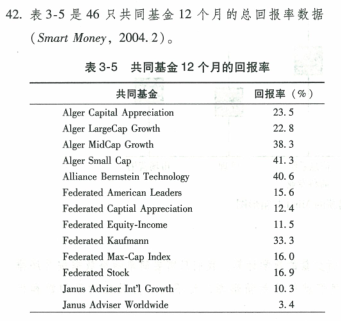 42. 表 3-5 是 46 只共同基金 12 个月的总回报率数据
(Smart Money, 2004. 2)。
表 3-5 共同基金 12 个月的回报率
共同基金 回报率 (%)
Alger Capital Appreciation 23. 5
Alger LargeCap Growth 22. 8
Alger MidCap Growth 38. 3
Alger Small Cap 41. 3
Alliance Bernstein Technology 40. 6
Federated American Leaders 15. 6
Federated Captial Appreciation 12. 4
Federated Equity-Income 11. 5
Federated Kaufmann 33. 3
Federated Max-Cap Index 16. 0
Federated Stock 16. 9
Janus Adviser Int'l Growth 10. 3
Janus Adviser Worldwide 3. 4